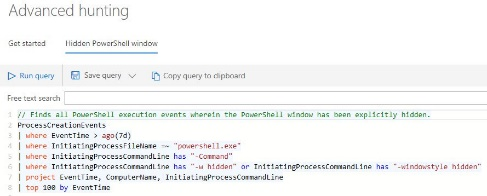 Advanced hunting
Get started Hidden PowerShell window
Run query Save query Copy query to clipboard
Free text search
1 // Finds all PowerShell execution events wherein the PowerShell window has been explicitly hidden.
2 ProcessCreationEvents
3 | where EventTime > ago(7d)
4 | where InitiatingProcessFileName =~ "powershell.exe"
5 | where InitiatingProcessCommandLine has "-Command"
6 | where InitiatingProcessCommandLine has "-w hidden" or InitiatingProcessCommandLine has "-windowstyle hidden"
7 | project EventTime, ComputerName, InitiatingProcessCommandLine
8 | top 100 by EventTime